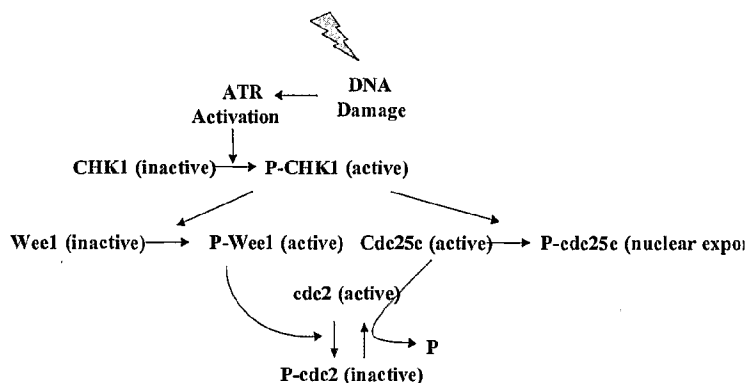 DNA
Damage
ATR
Activation
CHK1 (inactive) P-CHK1 (active)
Wee1 (inactive) P-Wee1 (active) Cdc25c (active) P-cdc25c (nuclear expor
cdc2 (active)
P
P-cdc2 (inactive)